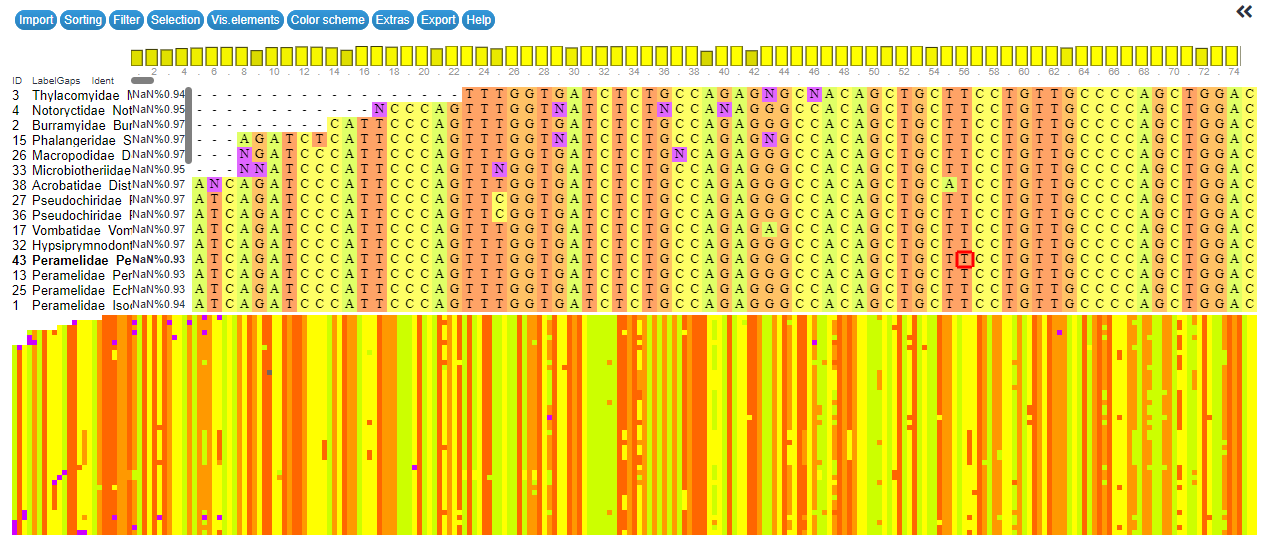 Import Sorting Filter Selection Vis.elements Color scheme Extras Export Help
. 2 . 4 . 6 . 8 . 10 . 12 . 14 . 16 . 18 . 20 . 22 . 24 . 26 . 28 . 30 . 32 . 34 . 36 . 38 . 40 . 42 . 44 . 46 . 48 . 50 . 52 . 54 . 56 . 58 . 60 . 62 . 64 . 66 . 68 . 70 . 72 . 74
ID Label Gaps Ident
3 Thylacomyidae NaN% 0.94 - - - - - - - - - - - - - - - - - - T T T G G T G A T C T C T G C C A G A G N G C N A C A G C T G C T T C C T G T T G C C C C A G C T G G A C
4 Notoryctidae Not NaN% 0.95 - - - - - - - - - - - - N C C C A G T T T G G T N A T C T C T N C C A N A G G G C C A C A G C T G C T T C C T G T T G C C C C A G C T G G A C
2 Burramyidae Bur NaN% 0.97 - - - - - - - - - C A T T C C C A G T T T G G T G A T C T C T G C C A G A G G G C C A C A G C T G C T T C C T G T T G C C C C A G C T G G A C
15 Phalangeridae S NaN% 0.97 - - - A G A T C T C A T T C C C A G T T T G G T N A T C T C T G C C A G A G N G C C A C A G C T G C T T C C T G T T G C C C C A G C T G G A C
26 Macropodidae D NaN% 0.97 - - - N G A T C C C A T T C C C A G T T T G G T G A T C T C T G N C A G A G G G C C A C A G C T G C T T C C T G T T G C C C C A G C T G G A C
33 Microbiotheriidae NaN% 0.95 - - - N N A T C C C A T T C C C A G T T N G G T G A T C T C T G C C A G A G G G C C A C A G C T G C T T C C T G T T G C C C C A G C T G G A C
38 Acrobatidae Dist NaN% 0.97 A N C A G A T C C C A T T C C C A G T T T G G T G A T C T C T G C C A G A G G G C C A C A G C T G C A T C C T G T T G C C C C A G C T G G A C
27 Pseudochiridae NaN% 0.97 A T C A G A T C C C A T T C C C A G T T C G G T G A T C T C T G C C A G A G G G C C A C A G C T G C T T C C T G T T G C C C C A G C T G G A C
36 Pseudochiridae NaN% 0.97 A T C A G A T C C C A T T C C C A G T T C G G T G A T C T C T G C C A G A G G G C C A C A G C T G C T T C C T G T T G C C C C A G C T G G A C
17 Vombatidae Vom NaN% 0.97 A T C A G A T C C C A T T C C C A G T T T G G T G A T C T C T G C C A G A G A G C C A C A G C T G C T T C C T G T T G C C C C A G C T G G A C
32 Hypsiprymnodont NaN% 0.97 A T C A G A T C C C A T T C C C A G T T T G G T G A T C T C T G C C A G A G G G C C A C A G C T G C T T C C T G T T G C C C C A G C T G G A C
43 Peramelidae Pe NaN% 0.93 A T C A G A T C C C A T T C C C A G T T T G G T G A T C T C T G C C A G A G G G C C A C A G C T G C T T C C T G T T G C C C C A G C T G G A C
13 Peramelidae Per NaN% 0.93 A T C A G A T C C C A T T C C C A G T T T G G T G A T C T C T G C C A G A G G G C C A C A G C T G C T T C C T G T T G C C C C A G C T G G A C
25 Peramelidae Ech NaN% 0.93 A T C A G A T C C C A T T C C C A G T T T G G T G A T C T C T G C C A G A G G G C C A C A G C T G C T T C C T G T T G C C C C A G C T G G A C
1 Peramelidae Iso NaN% 0.94 A T C A G A T C C C A T T C C C A G T T T G G T G A T C T C T G C C A G A G G G C C A C A G C T G C T T C C T G T T G C C C C A G C T G G A C